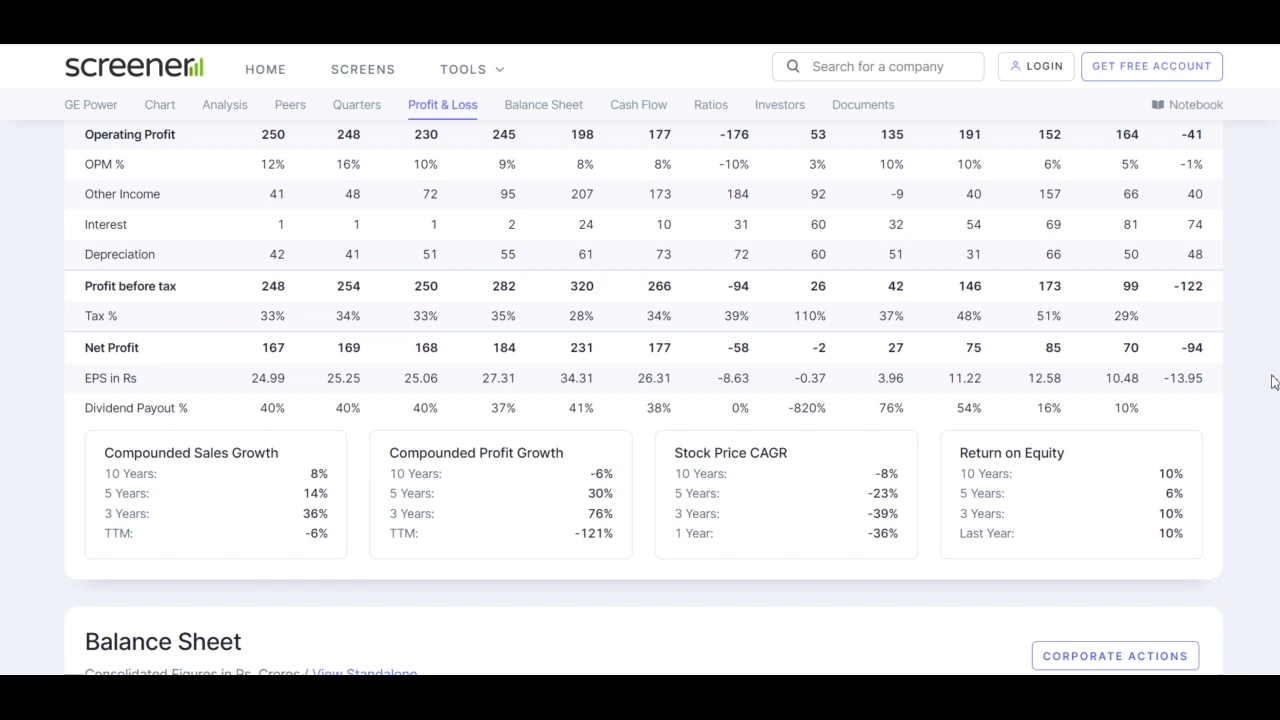 screener HOME SCREENS TOOLS Search for a company LOGIN GET FREE ACCOUNT
GE Power Chart Analysis Peers Quarters Profit & Loss Balance Sheet Cash Flow Ratios Investors Documents Notebook
Operating Profit 250 248 230 245 198 177 -176 53 135 191 152 164 -41
OPM % 12% 16% 10% 9% 8% 8% -10% 3% 10% 10% 6% 5% -1%
Other Income 41 48 72 95 207 173 184 92 -9 40 157 66 40
Interest 1 1 1 2 24 10 31 60 32 54 69 81 74
Depreciation 42 41 51 55 61 73 72 60 51 31 66 50 48
Profit before tax 248 254 250 282 320 266 -94 26 42 146 173 99 -122
Tax % 33% 34% 33% 35% 28% 34% 39% 110% 37% 48% 51% 29%
Net Profit 167 169 168 184 231 177 -58 -2 27 75 85 70 -94
EPS in Rs 24.99 25.25 25.06 27.31 34.31 26.31 -8.63 -0.37 3.96 11.22 12.58 10.48 -13.95
Dividend Payout % 40% 40% 40% 37% 41% 38% 0% -820% 76% 54% 16% 10%
Compounded Sales Growth
10 Years: 8%
5 Years: 14%
3 Years: 36%
TTM: -6%
Compounded Profit Growth
10 Years: -6%
5 Years: 30%
3 Years: 76%
TTM: -121%
Stock Price CAGR
10 Years: -8%
5 Years: -23%
3 Years: -39%
1 Year: -36%
Return on Equity
10 Years: 10%
5 Years: 6%
3 Years: 10%
Last Year: 10%
Balance Sheet
CORPORATE ACTIONS
Consolidated Figures in Rs. Crores / View Standalone